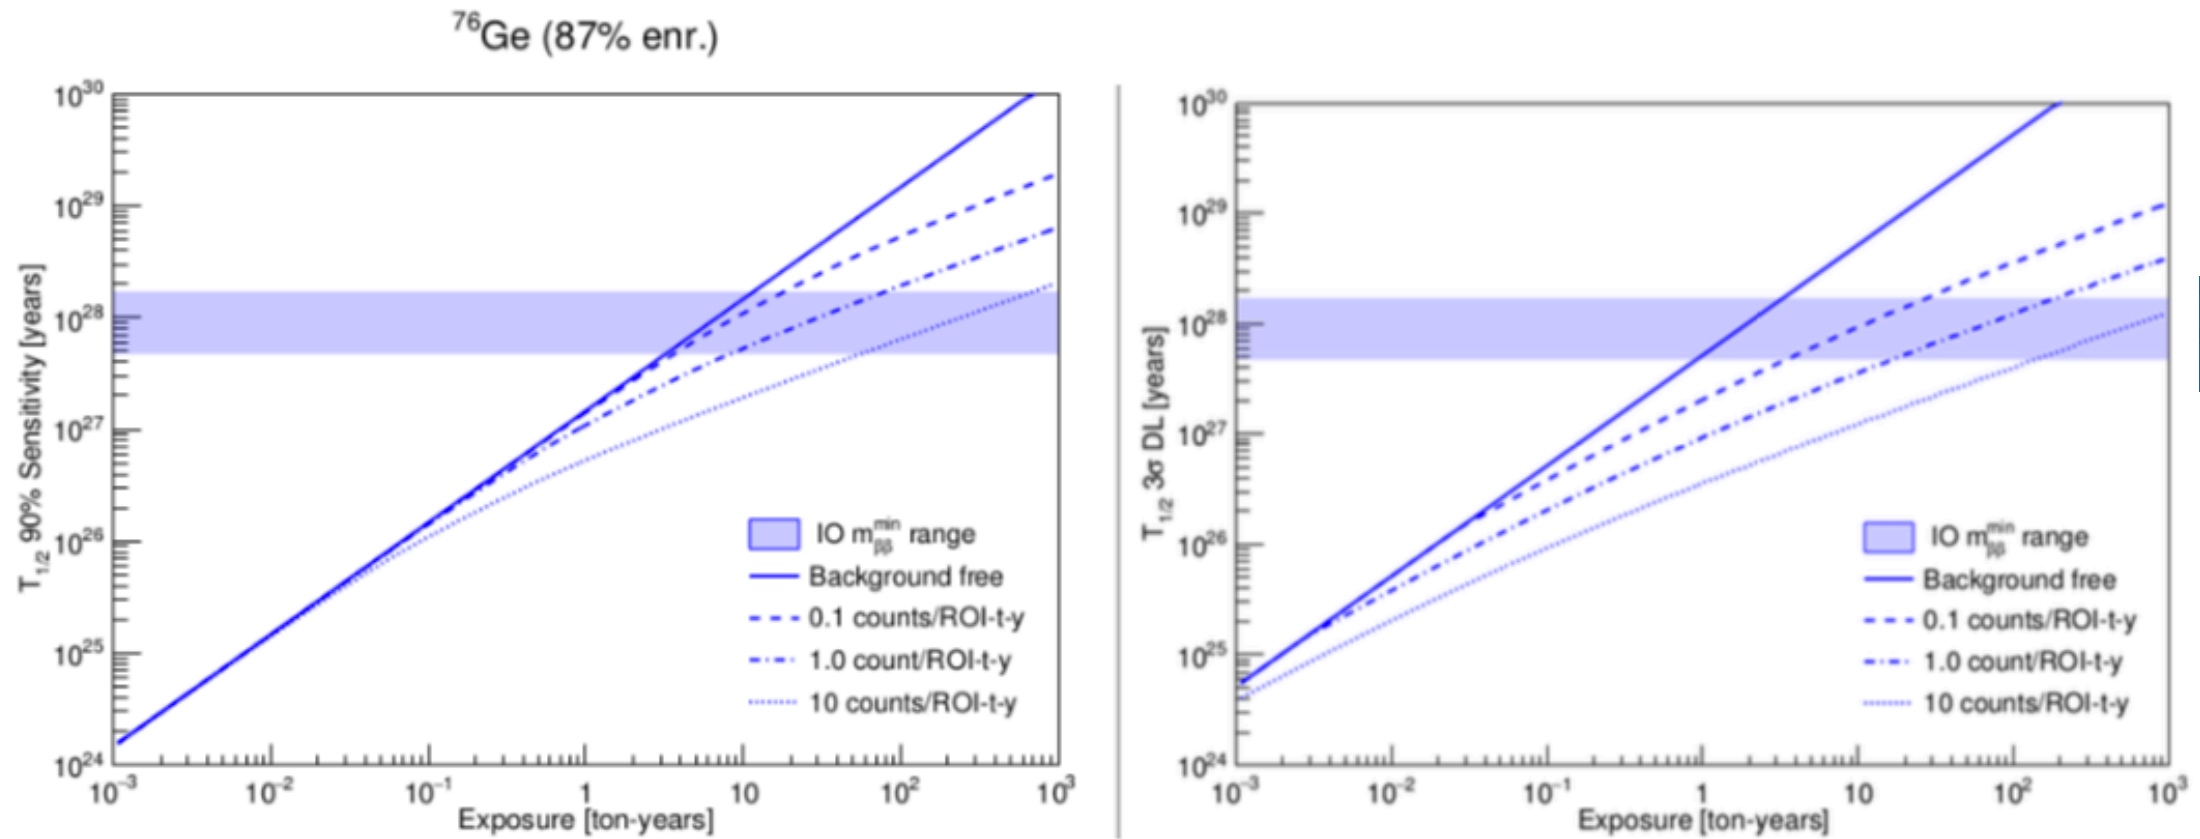 ⁷⁶Ge (87% enr.)
T₁/₂ 90% Sensitivity [years]
10³⁰
10²⁹
10²⁸
10²⁷
10²⁶
10²⁵
10²⁴
IO mββᵐⁱⁿ range
Background free
0.1 counts/ROI-t-y
1.0 count/ROI-t-y
10 counts/ROI-t-y
10⁻³ 10⁻² 10⁻¹ 1 10 10² 10³
Exposure [ton-years]
T₁/₂ 3σ DL [years]
10³⁰
10²⁹
10²⁸
10²⁷
10²⁶
10²⁵
10²⁴
IO mββᵐⁱⁿ range
Background free
0.1 counts/ROI-t-y
1.0 count/ROI-t-y
10 counts/ROI-t-y
10⁻³ 10⁻² 10⁻¹ 1 10 10² 10³
Exposure [ton-years]